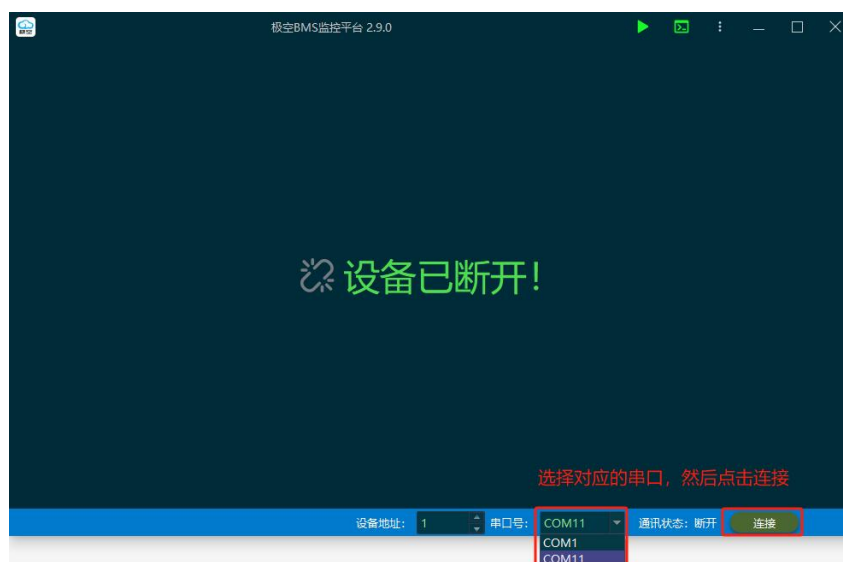 极空BMS监控平台 2.9.0
设备已断开！
选择对应的串口，然后点击连接
设备地址： 1 串口号： COM11 通讯状态：断开 连接
COM1
COM11